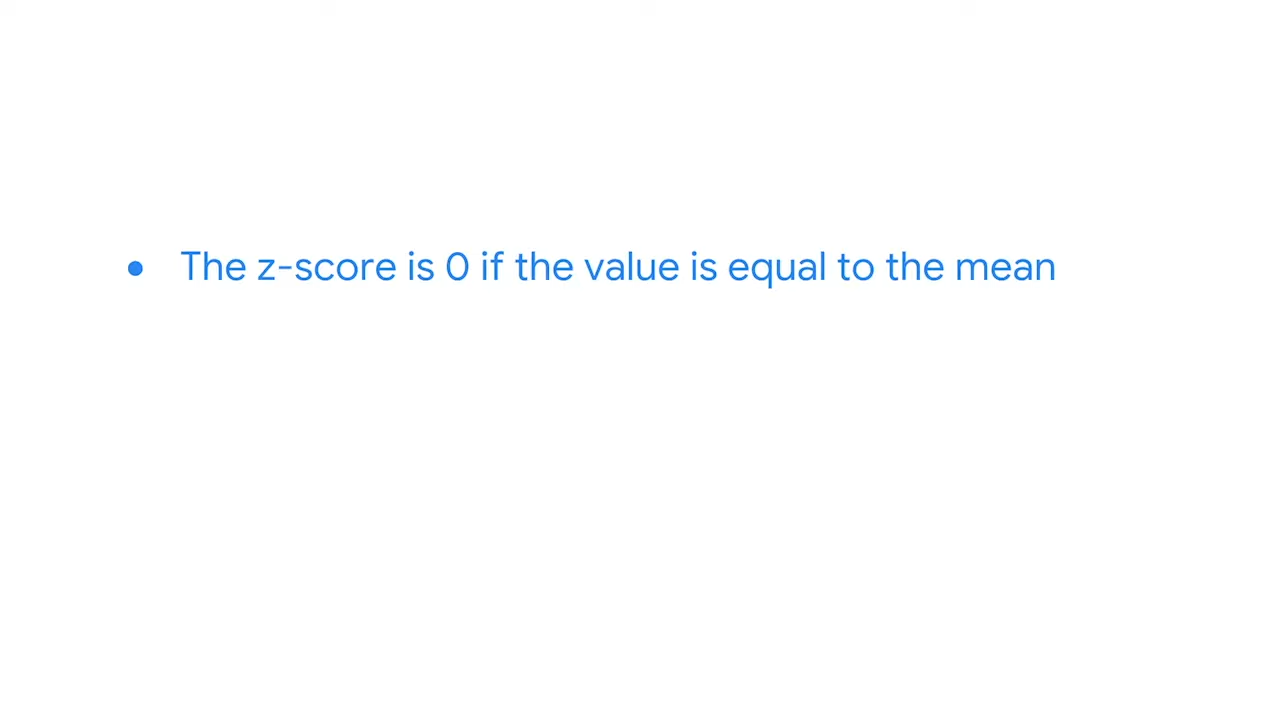 ● The z-score is 0 if the value is equal to the mean